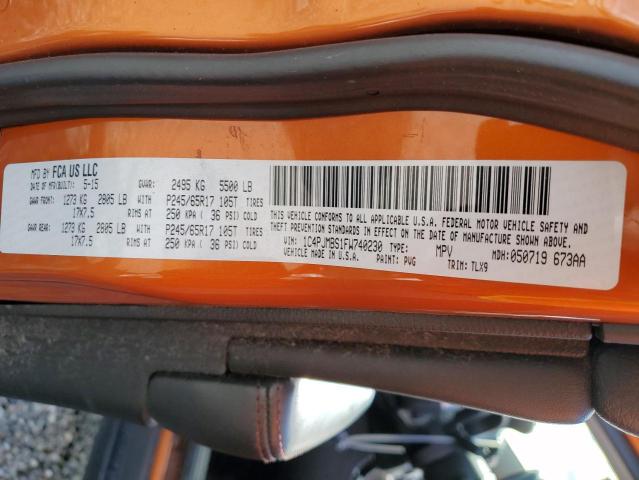 MFD BY FCA US LLC
DATE OF MFR(BUILT): 5-15 GVWR: 2495 KG 5500 LB
GAWR FRONT: 1273 KG 2805 LB WITH P245/65R17 105T TIRES
17X7.5 RIMS AT 250 KPA ( 36 PSI) COLD
GAWR REAR: 1273 KG 2805 LB WITH P245/65R17 105T TIRES
17X7.5 RIMS AT 250 KPA ( 36 PSI) COLD
THIS VEHICLE CONFORMS TO ALL APPLICABLE U.S.A. FEDERAL MOTOR VEHICLE SAFETY AND
THEFT PREVENTION STANDARDS IN EFFECT ON THE DATE OF MANUFACTURE SHOWN ABOVE.
VIN: 1C4PJMBS1FW740230 TYPE: MPV MDH: 050719 673AA
VEHICLE MADE IN U.S.A. PAINT: PVG TRIM: TLX9